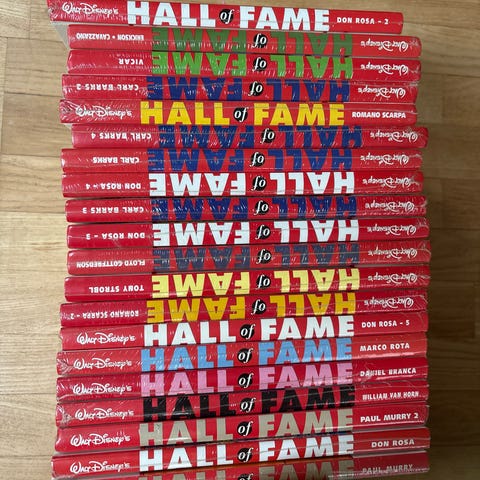 WALT DISNEY'S HALL of FAME DON ROSA - 2
WALT DISNEY'S HALL of FAME ERICKSON - CARAZZANO
WALT DISNEY'S HALL of FAME VICAR
WALT DISNEY'S HALL of FAME CARL BARKS 3
WALT DISNEY'S HALL of FAME ROMANO SCARPA
WALT DISNEY'S HALL of FAME CARL BARKS 4
WALT DISNEY'S HALL of FAME CARL BARKS
WALT DISNEY'S HALL of FAME DON ROSA - 4
WALT DISNEY'S HALL of FAME CARL BARKS
WALT DISNEY'S HALL of FAME DON ROSA - 3
WALT DISNEY'S HALL of FAME FLOYD GOTTFREDSON
WALT DISNEY'S HALL of FAME TONY STROBL
WALT DISNEY'S HALL of FAME ROMANO SCARPA - 2
WALT DISNEY'S HALL of FAME DON ROSA - 5
WALT DISNEY'S HALL of FAME MARCO ROTA
WALT DISNEY'S HALL of FAME DANIEL BRANCA
WALT DISNEY'S HALL of FAME WILLIAM VAN HORN
WALT DISNEY'S HALL of FAME PAUL MURRY 2
WALT DISNEY'S HALL of FAME DON ROSA
WALT DISNEY'S HALL of FAME PAUL MURRY